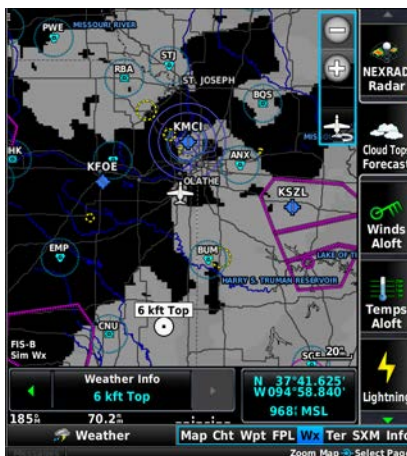 PWE
MISSOURI RIVER
STJ
RBA
ST. JOSEPH
BQS
KMCI
HK
KFOE
ANX
OLATHE
KSZL
EMP
BUM
HARRY S. TRUMAN RESERVOIR
6 kft Top
CNU
FIS-B
Sim Wx
20
NEXRAD
Radar
Cloud Tops
Forecast
Winds
Aloft
Temps
Aloft
Lightning
Weather Info
6 kft Top
N 37°41.625'
W094°58.840'
968 MSL
185
70.2
Weather
Map Cht Wpt FPL Wx Ter SXM Info
Zoom Map Select Page